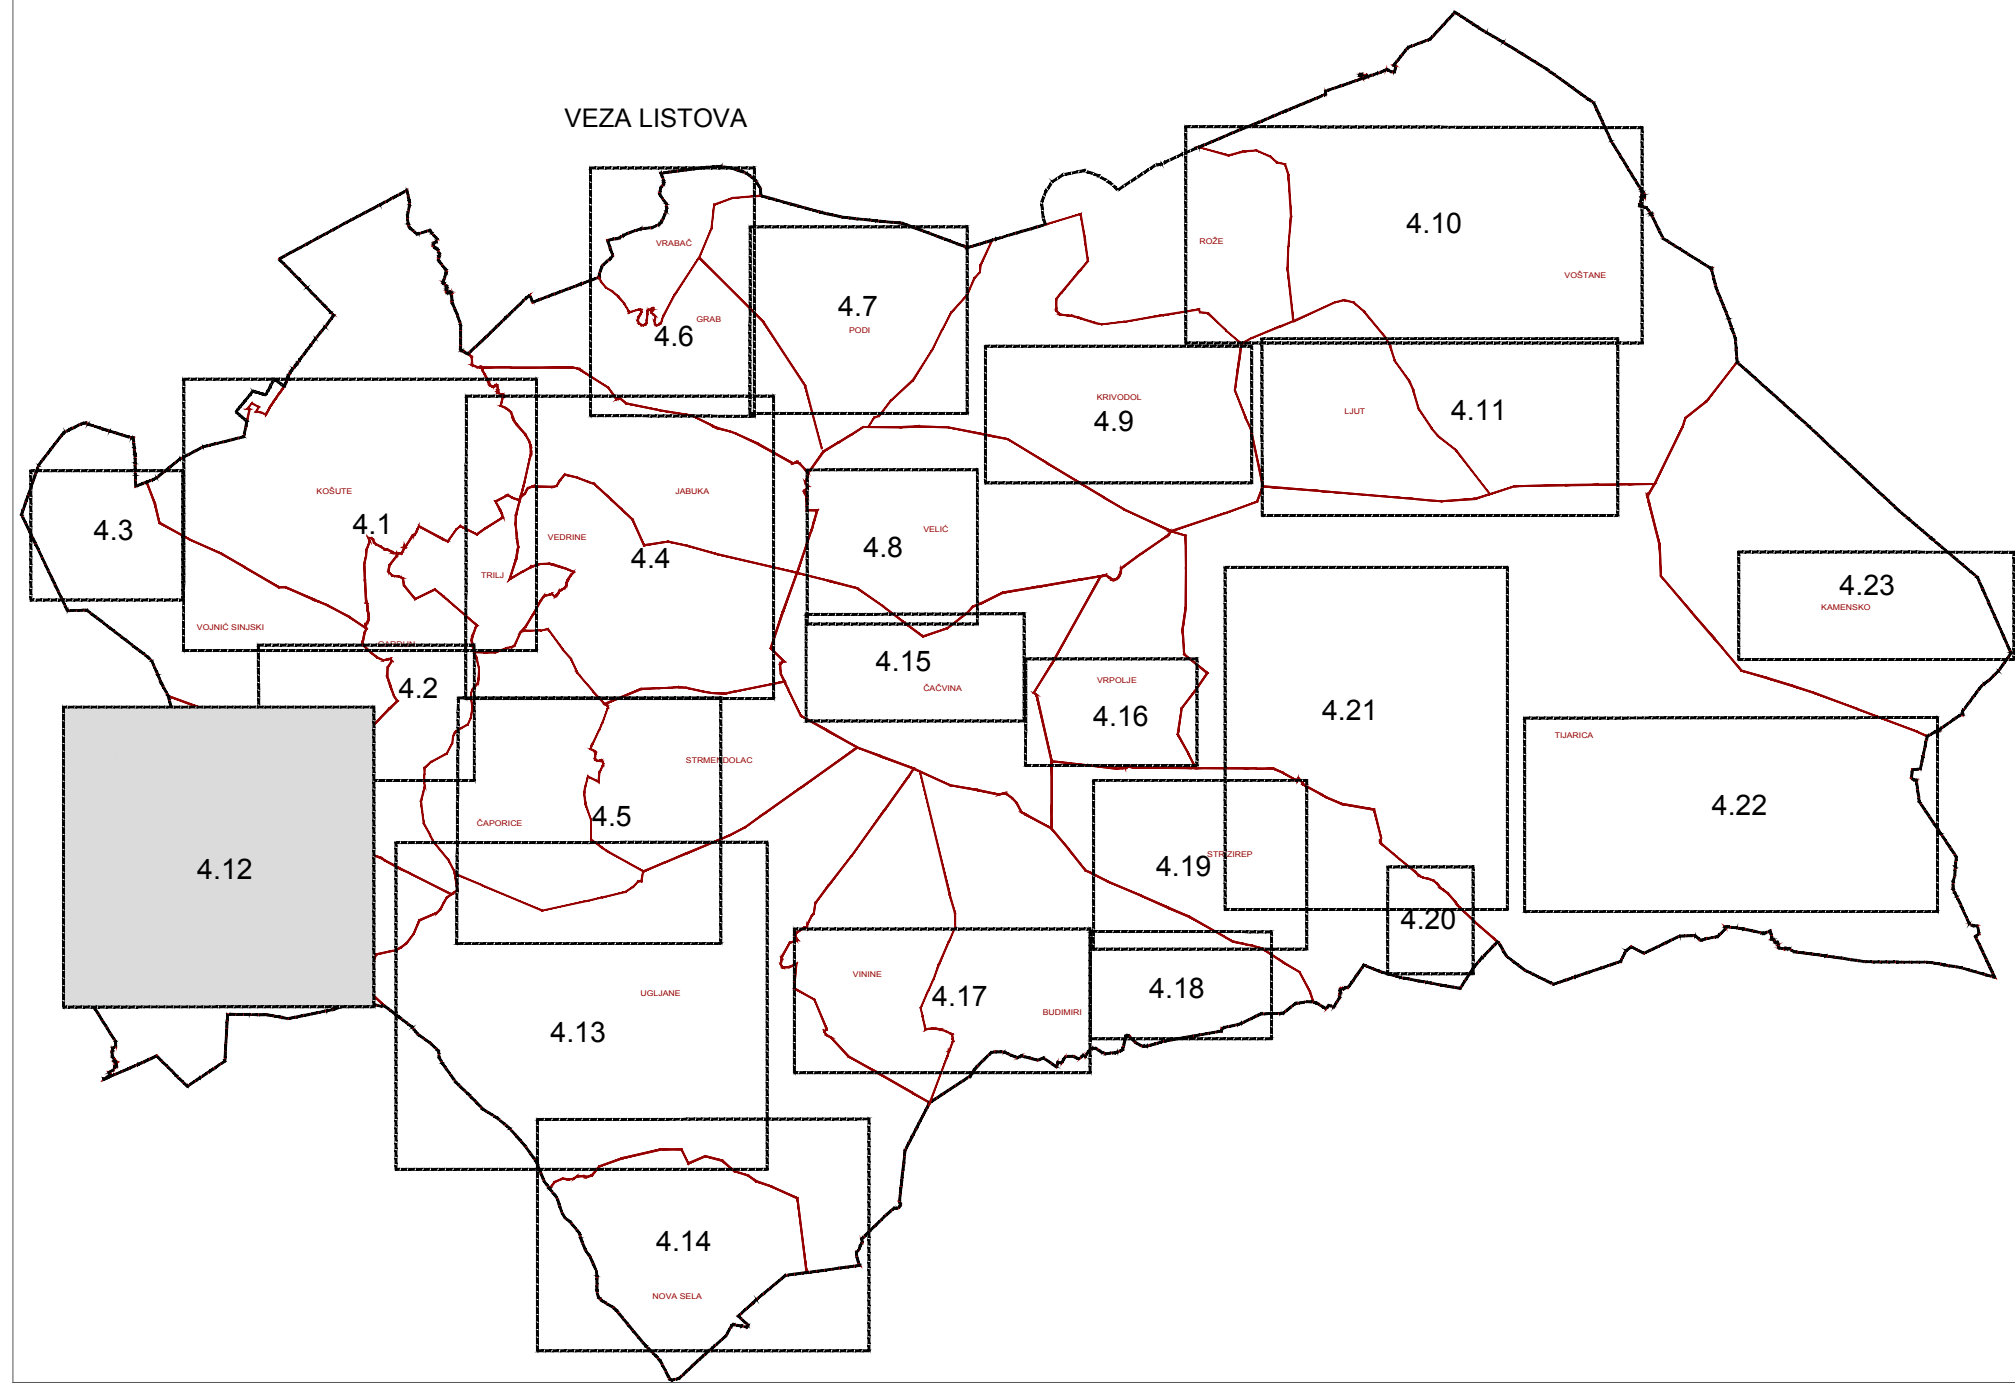 VEZA LISTOVA
4.10
ROŽE
VOŠTANE
VRABAČ
GRAB
4.6
4.7
PODI
KRIVODOL
4.9
LJUT
4.11
KOŠUTE
4.1
4.3
JABUKA
VEDRINE
4.4
TRILJ
VELIĆ
4.8
4.23
KAMENSKO
VOJNIĆ SINJSKI
GARDUN
4.2
4.15
ČAČVINA
VRPOLJE
4.16
4.21
TIJARICA
4.22
STRMENDOLAC
4.5
ČAPORICE
4.12
4.19
STRIZIREP
4.20
VININE
4.17
BUDIMIRI
4.18
UGLJANE
4.13
4.14
NOVA SELA